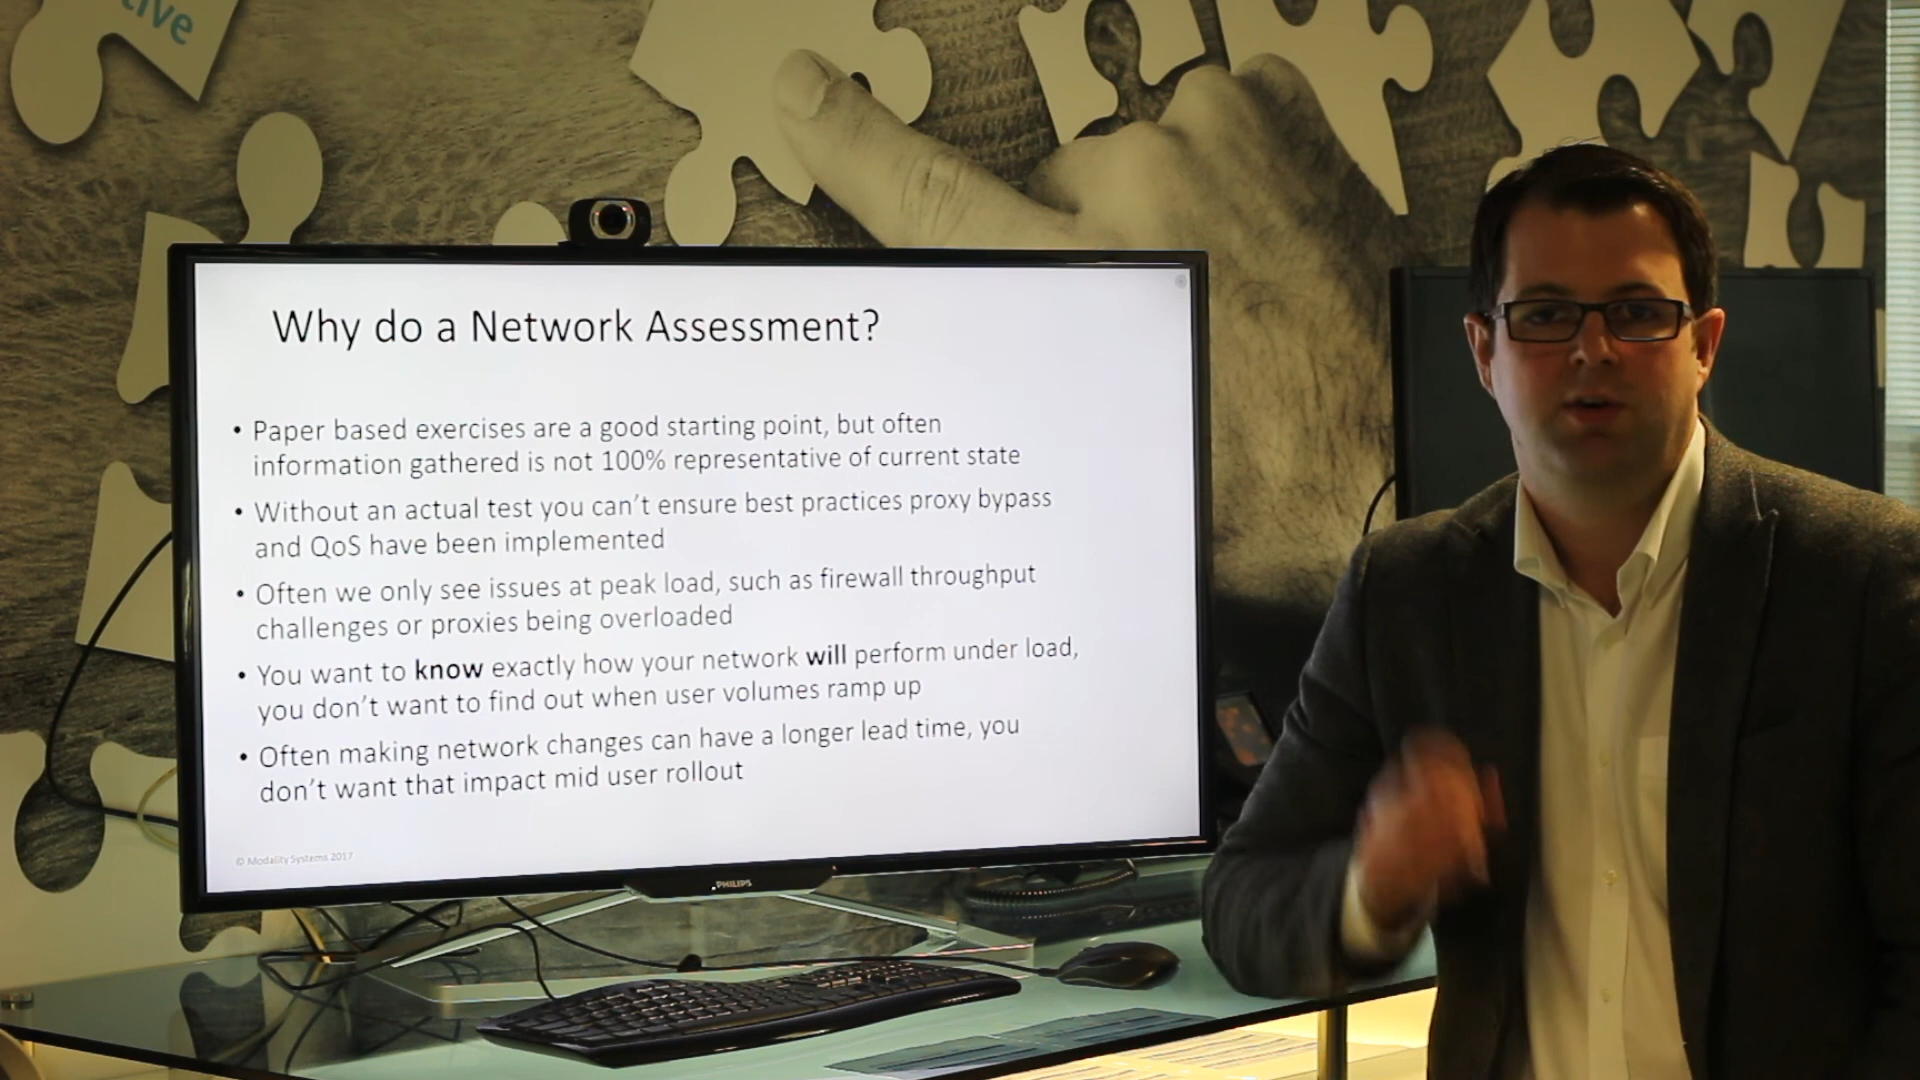 tive
Why do a Network Assessment?
• Paper based exercises are a good starting point, but often
information gathered is not 100% representative of current state
• Without an actual test you can't ensure best practices proxy bypass
and QoS have been implemented
• Often we only see issues at peak load, such as firewall throughput
challenges or proxies being overloaded
• You want to know exactly how your network will perform under load,
you don't want to find out when user volumes ramp up
• Often making network changes can have a longer lead time, you
don't want that impact mid user rollout
© Modality Systems 2017
PHILIPS